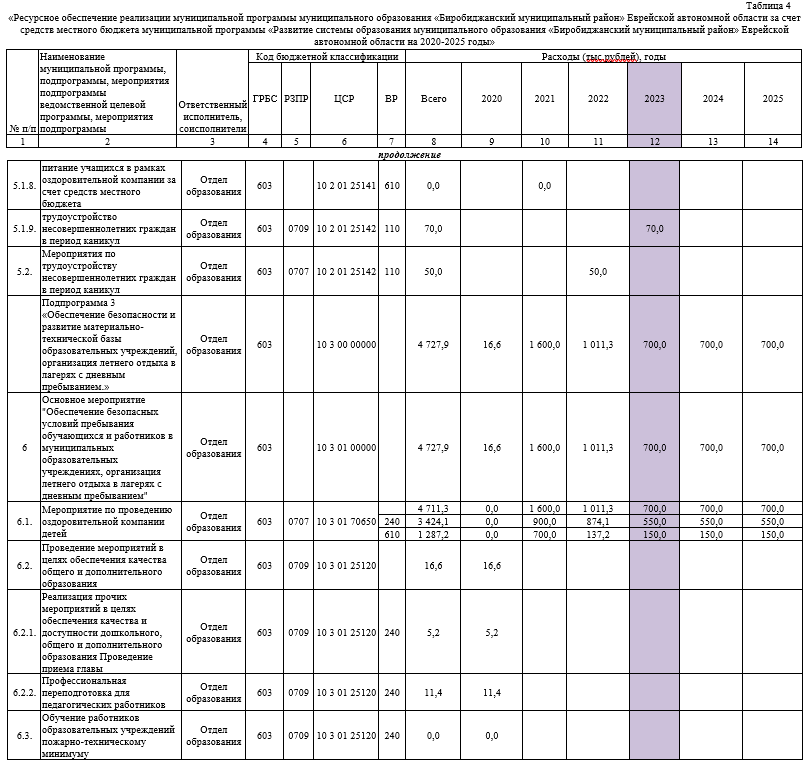 Таблица 4
«Ресурсное обеспечение реализации муниципальной программы муниципального образования «Биробиджанский муниципальный район» Еврейской автономной области за счет
средств местного бюджета муниципальной программы «Развитие системы образования муниципального образования «Биробиджанский муниципальный район» Еврейской
автономной области на 2020-2025 годы»
№ п/п
Наименование
муниципальной программы,
подпрограммы, мероприятия
подпрограммы
ведомственной целевой
программы, мероприятия
подпрограммы
Ответственный
исполнитель,
соисполнители
Код бюджетной классификации
Расходы (тыс.рублей), годы
ГРБС РЗПР ЦСР ВР Всего 2020 2021 2022 2023 2024 2025
1 2 3 4 5 6 7 8 9 10 11 12 13 14
продолжение
5.1.8.
питание учащихся в рамках
оздоровительной компании за
счет средств местного
бюджета
Отдел
образования
603 10 2 01 25141 610 0,0 0,0
5.1.9.
трудоустройство
несовершеннолетних граждан
в период каникул
Отдел
образования
603 0709 10 2 01 25142 110 70,0 70,0
5.2.
Мероприятия по
трудоустройству
несовершеннолетних граждан
в период каникул
Отдел
образования
603 0707 10 2 01 25142 110 50,0 50,0
Подпрограмма 3
«Обеспечение безопасности и
развитие материально-
технической базы
образовательных учреждений,
организация летнего отдыха в
лагерях с дневным
пребыванием.»
Отдел
образования
603 10 3 00 00000 4 727,9 16,6 1 600,0 1 011,3 700,0 700,0 700,0
6
Основное мероприятие
"Обеспечение безопасных
условий пребывания
обучающихся и работников в
муниципальных
образовательных
учреждениях, организация
летнего отдыха в лагерях с
дневным пребыванием"
Отдел
образования
603 10 3 01 00000 4 727,9 16,6 1 600,0 1 011,3 700,0 700,0 700,0
6.1.
Мероприятие по проведению
оздоровительной компании
детей
Отдел
образования
603 0707 10 3 01 70650
4 711,3 0,0 1 600,0 1 011,3 700,0 700,0 700,0
240 3 424,1 0,0 900,0 874,1 550,0 550,0 550,0
610 1 287,2 0,0 700,0 137,2 150,0 150,0 150,0
6.2.
Проведение мероприятий в
целях обеспечения качества
общего и дополнительного
образования
Отдел
образования
603 0709 10 3 01 25120 16,6 16,6
6.2.1.
Реализация прочих
мероприятий в целях
обеспечения качества и
доступности дошкольного,
общего и дополнительного
образования Проведение
приема главы
Отдел
образования
603 0709 10 3 01 25120 240 5,2 5,2
6.2.2.
Профессиональная
переподготовка для
педагогических работников
Отдел
образования
603 0709 10 3 01 25120 240 11,4 11,4
6.3.
Обучение работников
образовательных учреждений
пожарно-техническому
минимуму
Отдел
образования
603 0709 10 3 01 25120 240 0,0 0,0